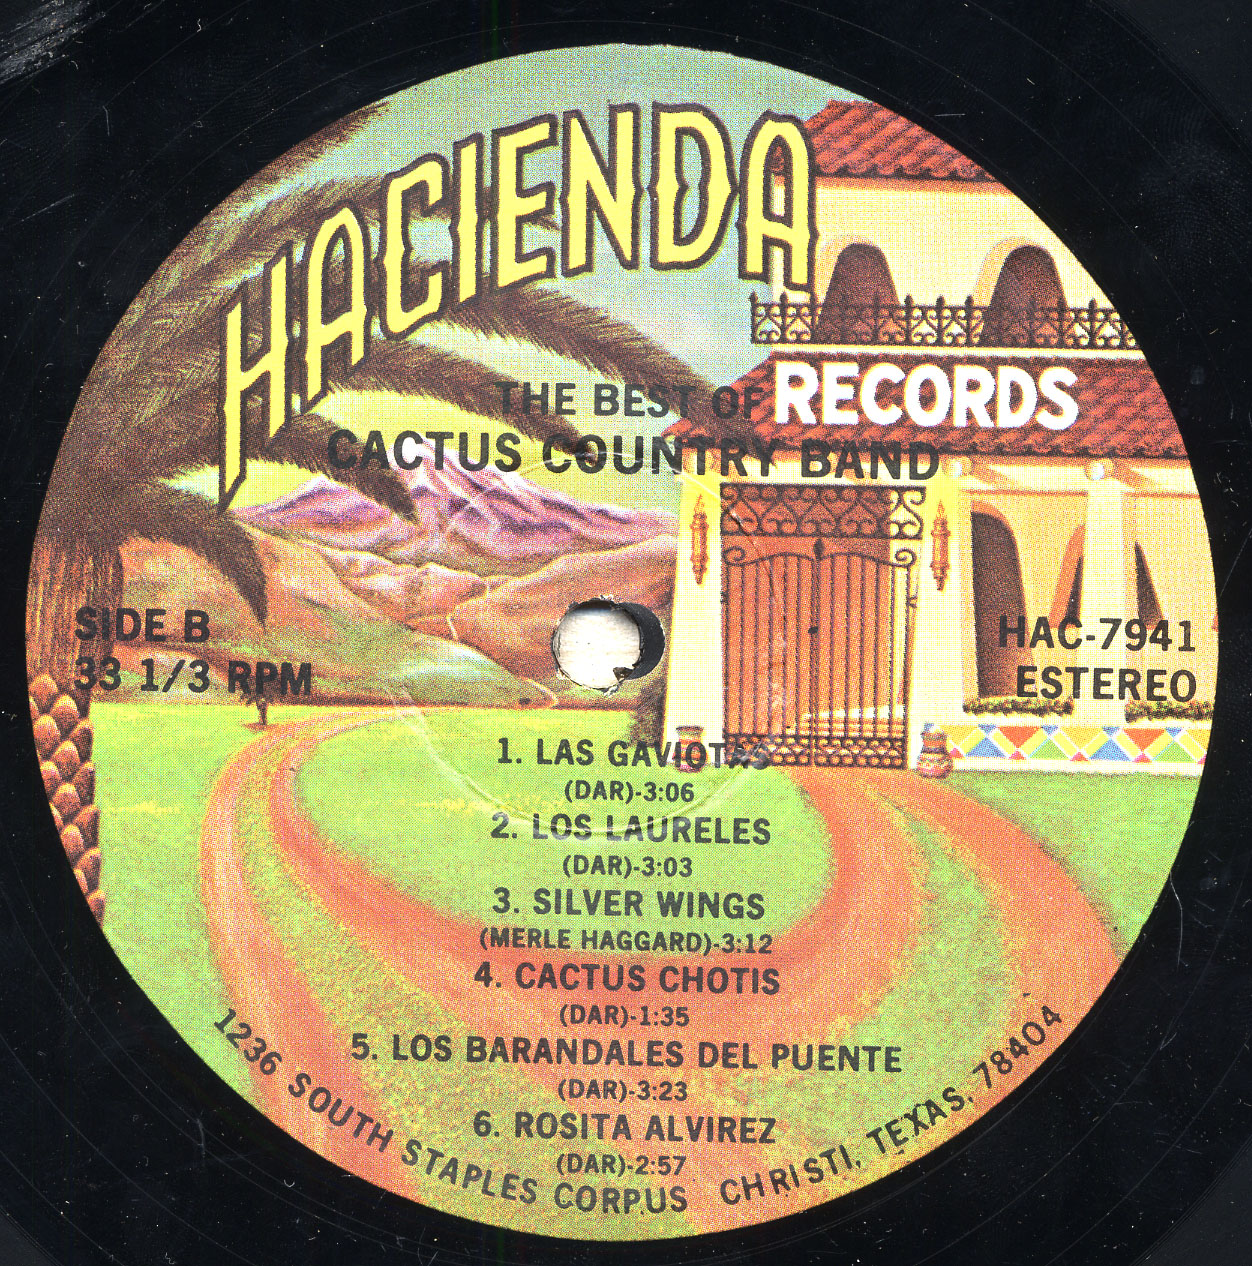 HACIENDA
RECORDS
THE BEST OF
CACTUS COUNTRY BAND
SIDE B
33 1/3 RPM
HAC-7941
ESTEREO
1. LAS GAVIOTAS
(DAR)-3:06
2. LOS LAURELES
(DAR)-3:03
3. SILVER WINGS
(MERLE HAGGARD)-3:12
4. CACTUS CHOTIS
(DAR)-1:35
5. LOS BARANDALES DEL PUENTE
(DAR)-3:23
6. ROSITA ALVIREZ
(DAR)-2:57
1236 SOUTH STAPLES CORPUS CHRISTI, TEXAS, 78404